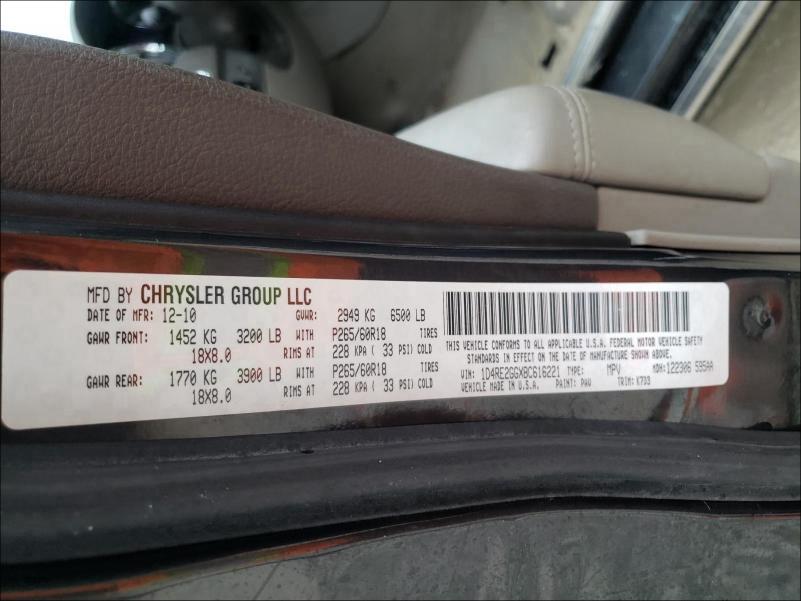 MFD BY CHRYSLER GROUP LLC
DATE OF MFR: 12-10 GVWR: 2949 KG 6500 LB
GAWR FRONT: 1452 KG 3200 LB WITH P265/60R18 TIRES
18X8.0 RIMS AT 228 KPA ( 33 PSI) COLD
GAWR REAR: 1770 KG 3900 LB WITH P265/60R18 TIRES
18X8.0 RIMS AT 228 KPA ( 33 PSI) COLD
THIS VEHICLE CONFORMS TO ALL APPLICABLE U.S.A. FEDERAL MOTOR VEHICLE SAFETY
STANDARDS IN EFFECT ON THE DATE OF MANUFACTURE SHOWN ABOVE.
VIN: 1D4RE2GGXBC616221 TYPE: MPV MDH: 122306 595AA
VEHICLE MADE IN U.S.A. PAINT: PAU TRIM: K7D3